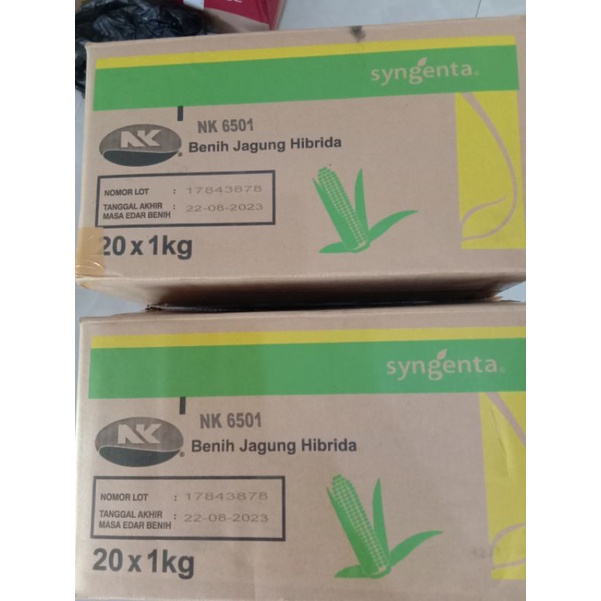 syngenta
NK
NK 6501
Benih Jagung Hibrida
NOMOR LOT : 17843878
TANGGAL AKHIR : 22-08-2023
MASA EDAR BENIH
20 x 1kg
syngenta
NK
NK 6501
Benih Jagung Hibrida
NOMOR LOT : 17843878
TANGGAL AKHIR : 22-08-2023
MASA EDAR BENIH
20 x 1kg